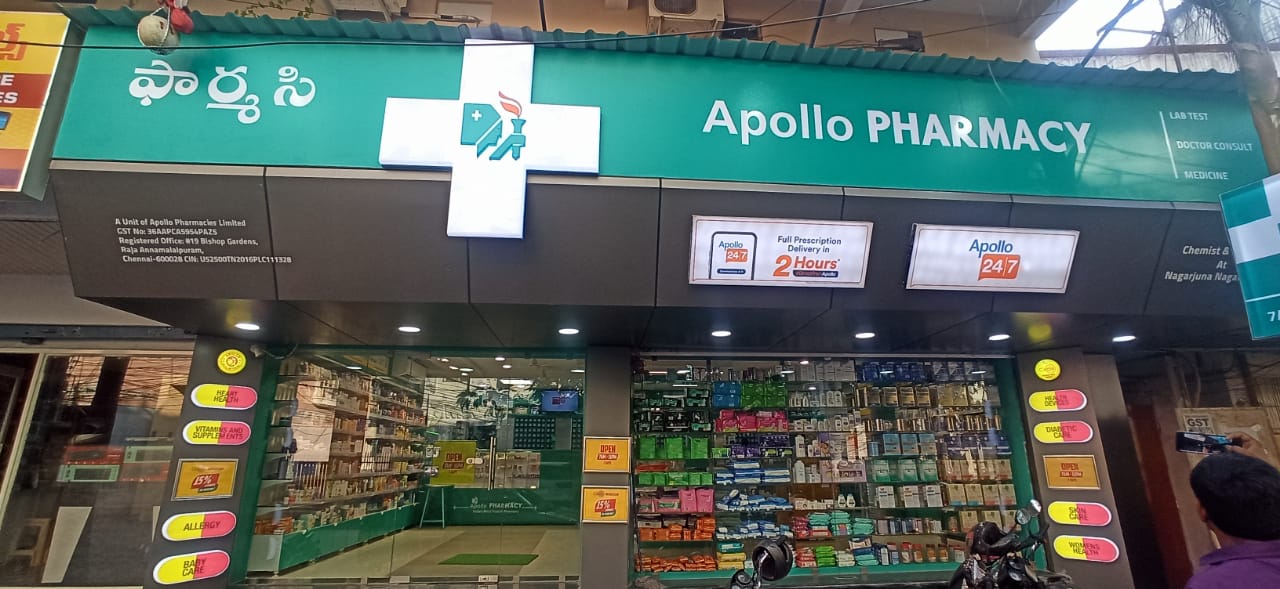 ఫార్మసి
Apollo PHARMACY
LAB TEST
DOCTOR CONSULT
MEDICINE
A Unit of Apollo Pharmacies Limited
GST No: 36AAPCA5954PAZS
Registered Office: #19 Bishop Gardens,
Raja Annamalaipuram,
Chennai-600028 CIN: U52500TN2016PLC111328
Apollo
24|7
Full Prescription
Delivery in
2 Hours*
Apollo
24|7
Chemist &
At
Nagarjuna
HEART
HEALTH
VITAMINS AND
SUPPLEMENTS
15%
ALLERGY
BABY
CARE
OPEN
Apollo PHARMACY
OPEN
15%
HEALTH
DEVICES
DIABETIC
CARE
OPEN
SKIN
CARE
WOMENS
HEALTH
GST